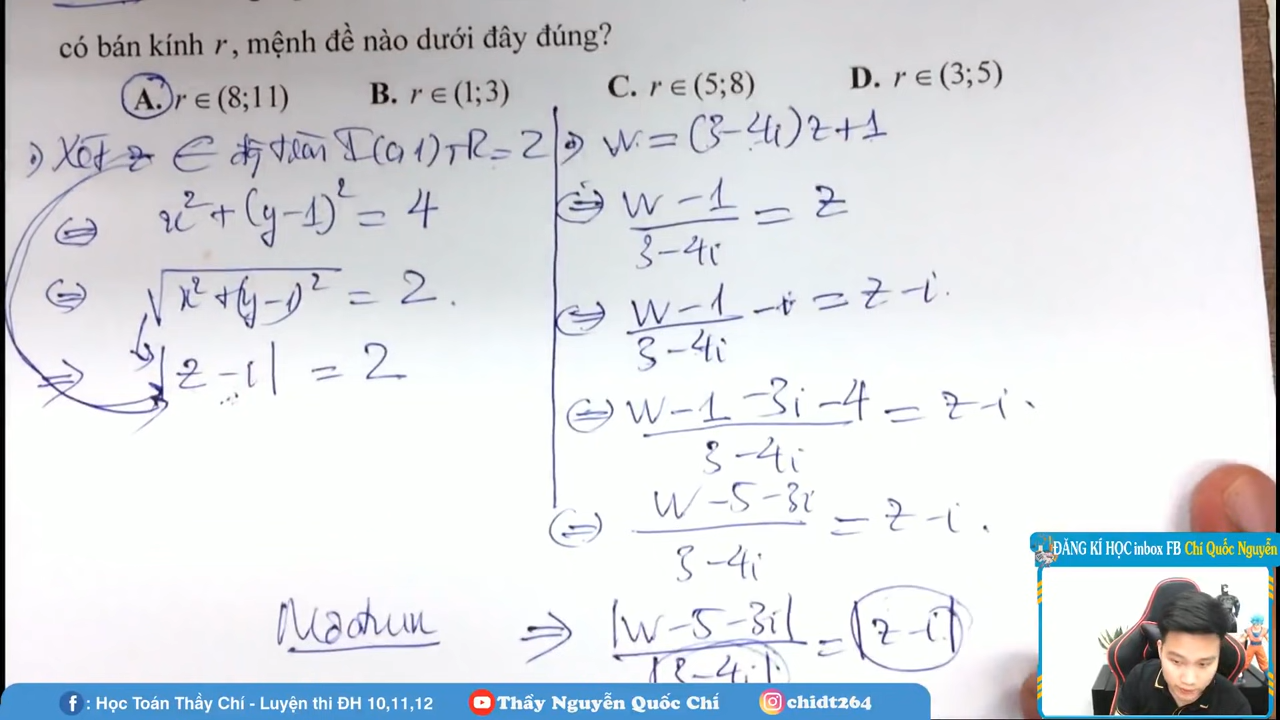 có bán kính r, mệnh đề nào dưới đây đúng?
A. r ∈ (8;11) B. r ∈ (1;3) C. r ∈ (5;8) D. r ∈ (3;5)
Xét z ∈ đg tròn I(0,1), R = 2
⇔ x² + (y-1)² = 4
⇔ √(x² + (y-1)²) = 2.
⇒ |z - i| = 2
w = (3-4i)z + 1
⇔ (w - 1)/(3-4i) = z
⇔ (w - 1)/(3-4i) - i = z - i.
⇔ (w - 1 - 3i - 4)/(3-4i) = z - i.
⇔ (w - 5 - 3i)/(3-4i) = z - i.
Modun ⇒ |w - 5 - 3i|/|3-4i| = |z - i|
ĐĂNG KÍ HỌC inbox FB Chí Quốc Nguyễn
: Học Toán Thầy Chí - Luyện thi ĐH 10,11,12 Thầy Nguyễn Quốc Chí chidt264